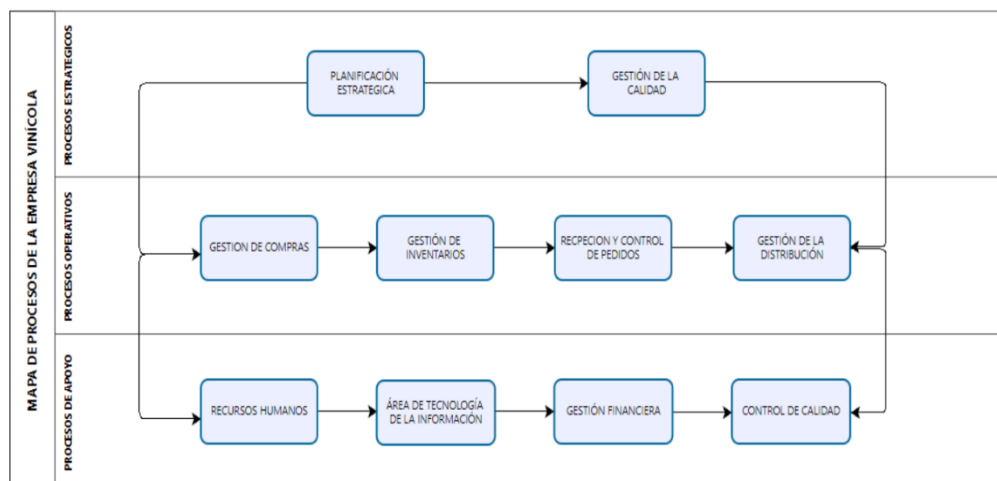 MAPA DE PROCESOS DE LA EMPRESA VINÍCOLA
PROCESOS ESTRATEGICOS
PLANIFICACIÓN
ESTRATEGICA
GESTIÓN DE LA
CALIDAD
PROCESOS OPERATIVOS
GESTION DE COMPRAS
GESTIÓN DE
INVENTARIOS
RECPECION Y CONTROL
DE PEDIDOS
GESTIÓN DE LA
DISTRIBUCIÓN
PROCESOS DE APOYO
RECURSOS HUMANOS
ÁREA DE TECNOLOGÍA
DE LA INFORMACIÓN
GESTIÓN FINANCIERA
CONTROL DE CALIDAD